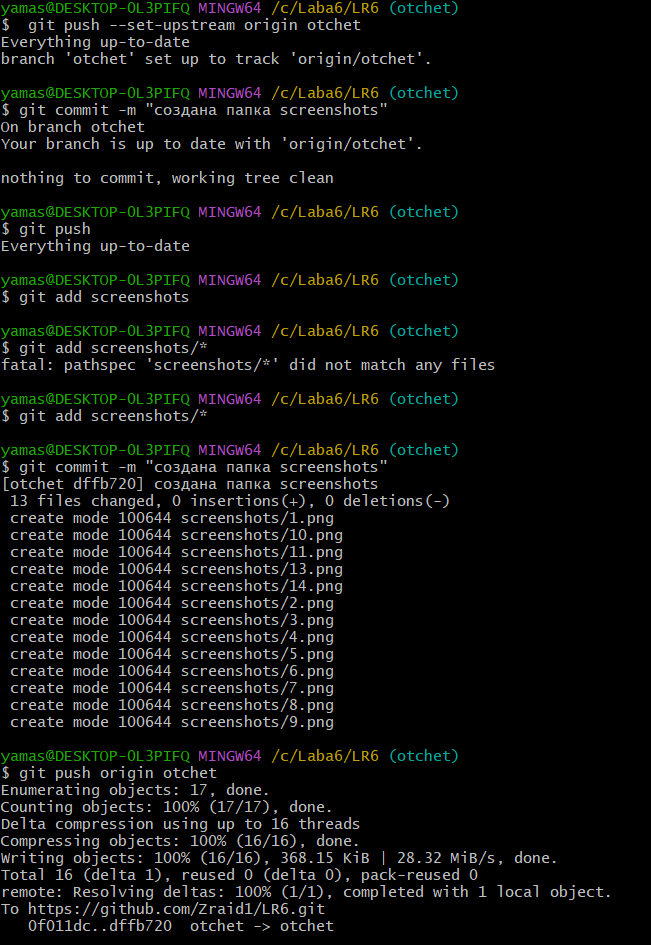 yamas@DESKTOP-OL3PIFQ MINGW64 /c/Laba6/LR6 (otchet)
$  git push --set-upstream origin otchet
Everything up-to-date
branch 'otchet' set up to track 'origin/otchet'.
yamas@DESKTOP-OL3PIFQ MINGW64 /c/Laba6/LR6 (otchet)
$ git commit -m "создана папка screenshots"
On branch otchet
Your branch is up to date with 'origin/otchet'.
nothing to commit, working tree clean
yamas@DESKTOP-OL3PIFQ MINGW64 /c/Laba6/LR6 (otchet)
$ git push
Everything up-to-date
yamas@DESKTOP-OL3PIFQ MINGW64 /c/Laba6/LR6 (otchet)
$ git add screenshots
yamas@DESKTOP-OL3PIFQ MINGW64 /c/Laba6/LR6 (otchet)
$ git add screenshots/*
fatal: pathspec 'screenshots/*' did not match any files
yamas@DESKTOP-OL3PIFQ MINGW64 /c/Laba6/LR6 (otchet)
$ git add screenshots/*
yamas@DESKTOP-OL3PIFQ MINGW64 /c/Laba6/LR6 (otchet)
$ git commit -m "создана папка screenshots"
[otchet dffb720] создана папка screenshots
 13 files changed, 0 insertions(+), 0 deletions(-)
 create mode 100644 screenshots/1.png
 create mode 100644 screenshots/10.png
 create mode 100644 screenshots/11.png
 create mode 100644 screenshots/13.png
 create mode 100644 screenshots/14.png
 create mode 100644 screenshots/2.png
 create mode 100644 screenshots/3.png
 create mode 100644 screenshots/4.png
 create mode 100644 screenshots/5.png
 create mode 100644 screenshots/6.png
 create mode 100644 screenshots/7.png
 create mode 100644 screenshots/8.png
 create mode 100644 screenshots/9.png
yamas@DESKTOP-OL3PIFQ MINGW64 /c/Laba6/LR6 (otchet)
$ git push origin otchet
Enumerating objects: 17, done.
Counting objects: 100% (17/17), done.
Delta compression using up to 16 threads
Compressing objects: 100% (16/16), done.
Writing objects: 100% (16/16), 368.15 KiB | 28.32 MiB/s, done.
Total 16 (delta 1), reused 0 (delta 0), pack-reused 0
remote: Resolving deltas: 100% (1/1), completed with 1 local object.
To https://github.com/Zraid1/LR6.git
   0f011dc..dffb720  otchet -> otchet